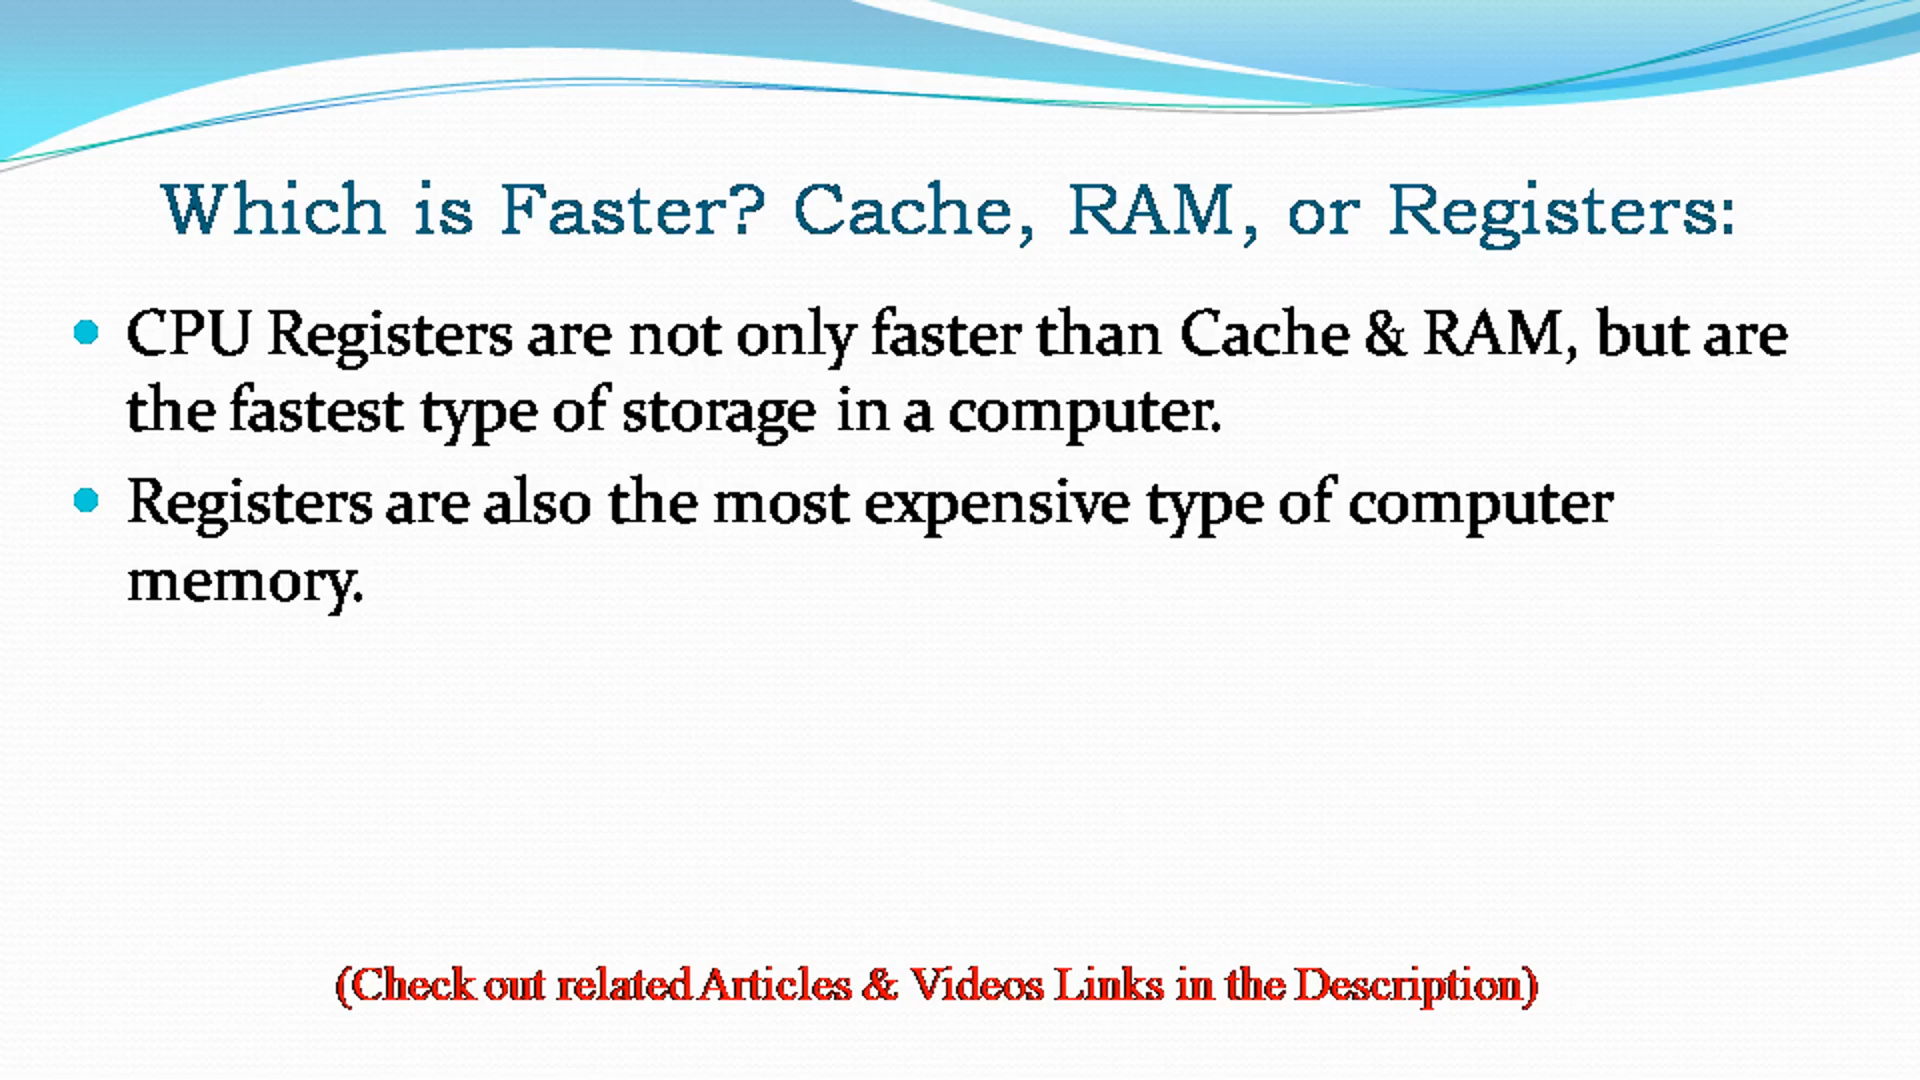 Which is Faster? Cache, RAM, or Registers:
• CPU Registers are not only faster than Cache & RAM, but are
the fastest type of storage in a computer.
• Registers are also the most expensive type of computer
memory.
(Check out related Articles & Videos Links in the Description)